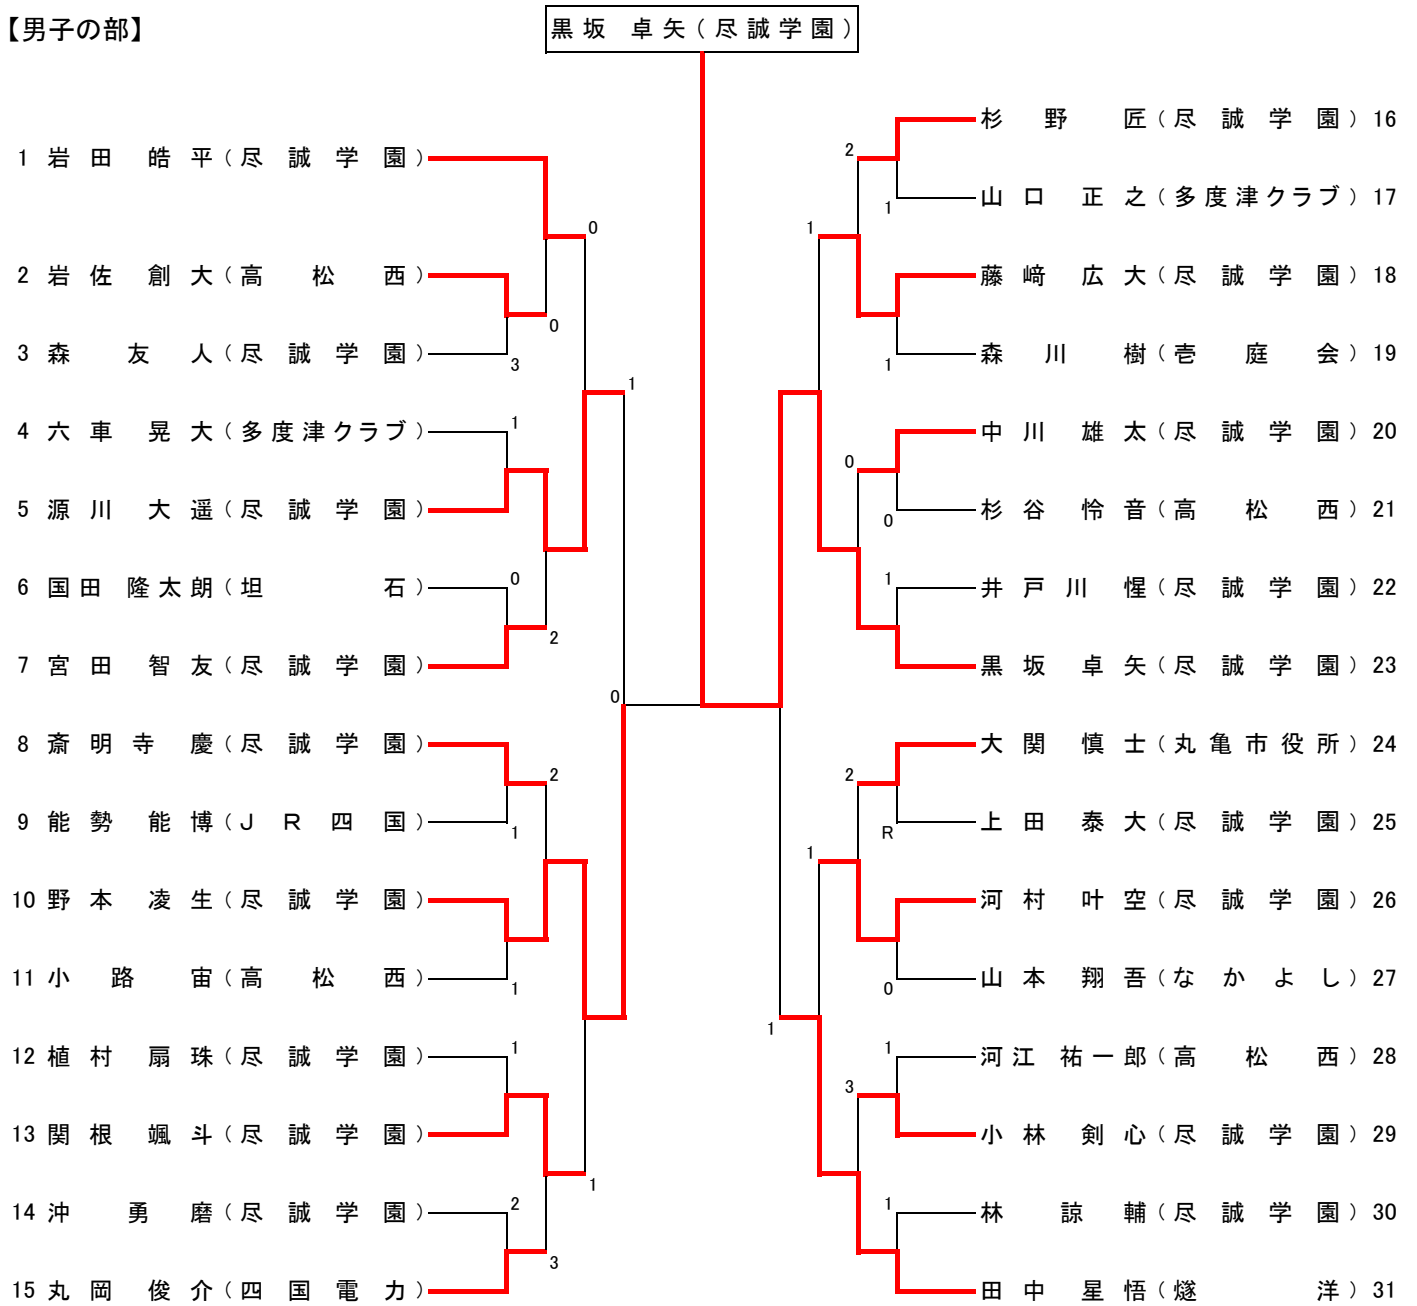 【男子の部】
黒坂 卓矢(尽誠学園)
1 岩田 皓平(尽誠学園)
2 岩佐 創大(高松西)
3 森 友人(尽誠学園)
4 六車 晃大(多度津クラブ)
5 源川 大遥(尽誠学園)
6 国田 隆太朗(坦石)
7 宮田 智友(尽誠学園)
8 斎明寺 慶(尽誠学園)
9 能勢 能博(JR四国)
10 野本 凌生(尽誠学園)
11 小路 宙(高松西)
12 植村 扇珠(尽誠学園)
13 関根 颯斗(尽誠学園)
14 沖 勇磨(尽誠学園)
15 丸岡 俊介(四国電力)
0
0
3
1
1
0
2
0
2
1
1
1
1
2
3
杉野 匠(尽誠学園) 16
山口 正之(多度津クラブ) 17
藤﨑 広大(尽誠学園) 18
森川 樹(壱庭会) 19
中川 雄太(尽誠学園) 20
杉谷 怜音(高松西) 21
井戸川 惺(尽誠学園) 22
黒坂 卓矢(尽誠学園) 23
大関 慎士(丸亀市役所) 24
上田 泰大(尽誠学園) 25
河村 叶空(尽誠学園) 26
山本 翔吾(なかよし) 27
河江 祐一郎(高松西) 28
小林 剣心(尽誠学園) 29
林 諒輔(尽誠学園) 30
田中 星悟(燧洋) 31
2
1
1
1
0
0
1
2
R
1
0
1
1
3
1